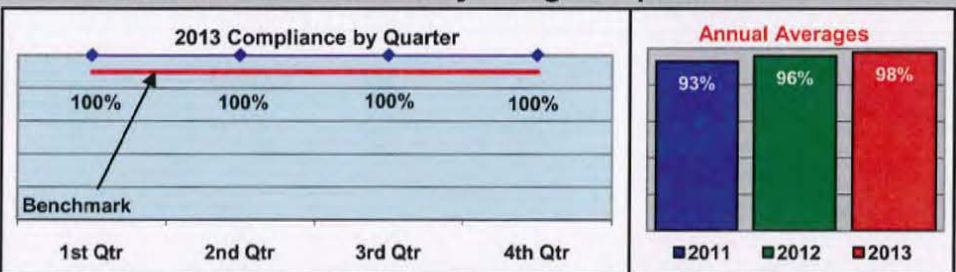 2013 Compliance by Quarter
100% 100% 100% 100%
Benchmark
1st Qtr 2nd Qtr 3rd Qtr 4th Qtr
Annual Averages
93% 96% 98%
2011 2012 2013